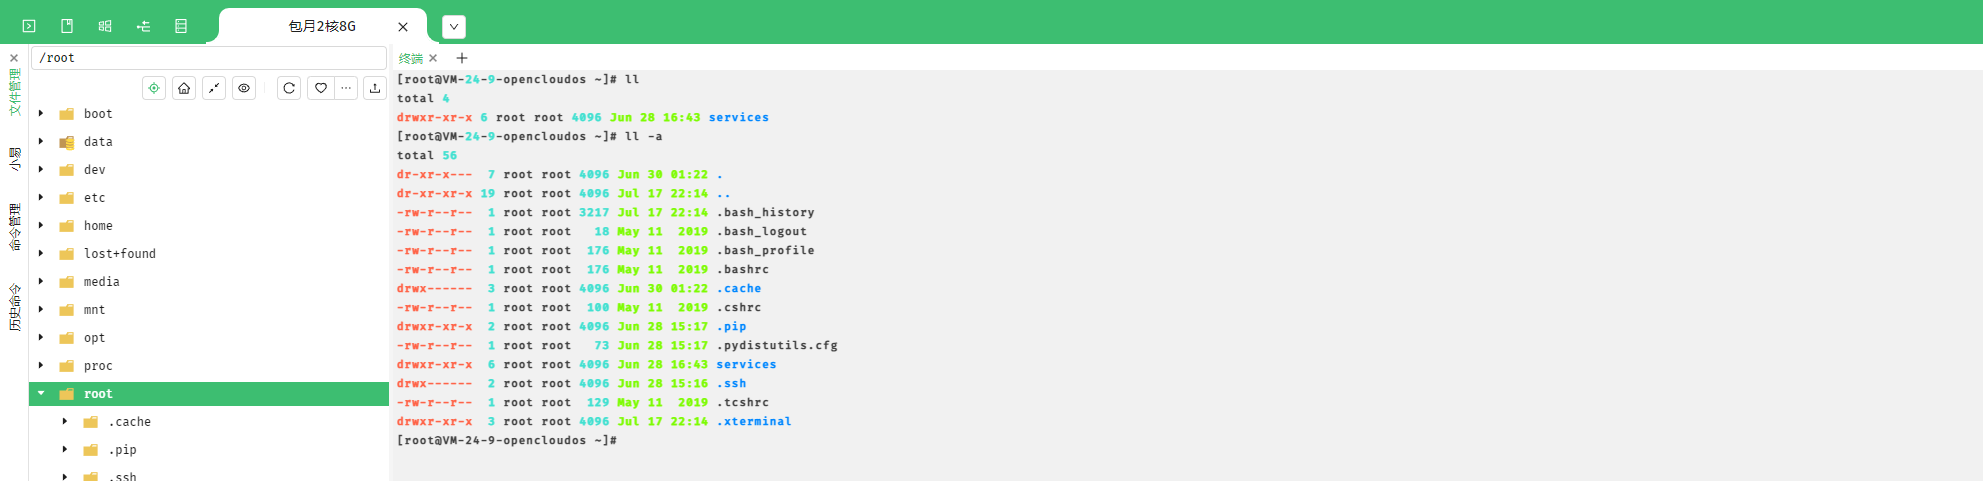 包月2核8G
/root
文件管理
小易
命令管理
历史命令
boot
data
dev
etc
home
lost+found
media
mnt
opt
proc
root
.cache
.pip
.ssh
终端
[root@VM-24-9-opencloudos ~]# ll
total 4
drwxr-xr-x 6 root root 4096 Jun 28 16:43 services
[root@VM-24-9-opencloudos ~]# ll -a
total 56
dr-xr-x---  7 root root 4096 Jun 30 01:22 .
dr-xr-xr-x 19 root root 4096 Jul 17 22:14 ..
-rw-r--r--  1 root root 3217 Jul 17 22:14 .bash_history
-rw-r--r--  1 root root   18 May 11  2019 .bash_logout
-rw-r--r--  1 root root  176 May 11  2019 .bash_profile
-rw-r--r--  1 root root  176 May 11  2019 .bashrc
drwx------  3 root root 4096 Jun 30 01:22 .cache
-rw-r--r--  1 root root  100 May 11  2019 .cshrc
drwxr-xr-x  2 root root 4096 Jun 28 15:17 .pip
-rw-r--r--  1 root root   73 Jun 28 15:17 .pydistutils.cfg
drwxr-xr-x  6 root root 4096 Jun 28 16:43 services
drwx------  2 root root 4096 Jun 28 15:16 .ssh
-rw-r--r--  1 root root  129 May 11  2019 .tcshrc
drwxr-xr-x  3 root root 4096 Jul 17 22:14 .xterminal
[root@VM-24-9-opencloudos ~]#